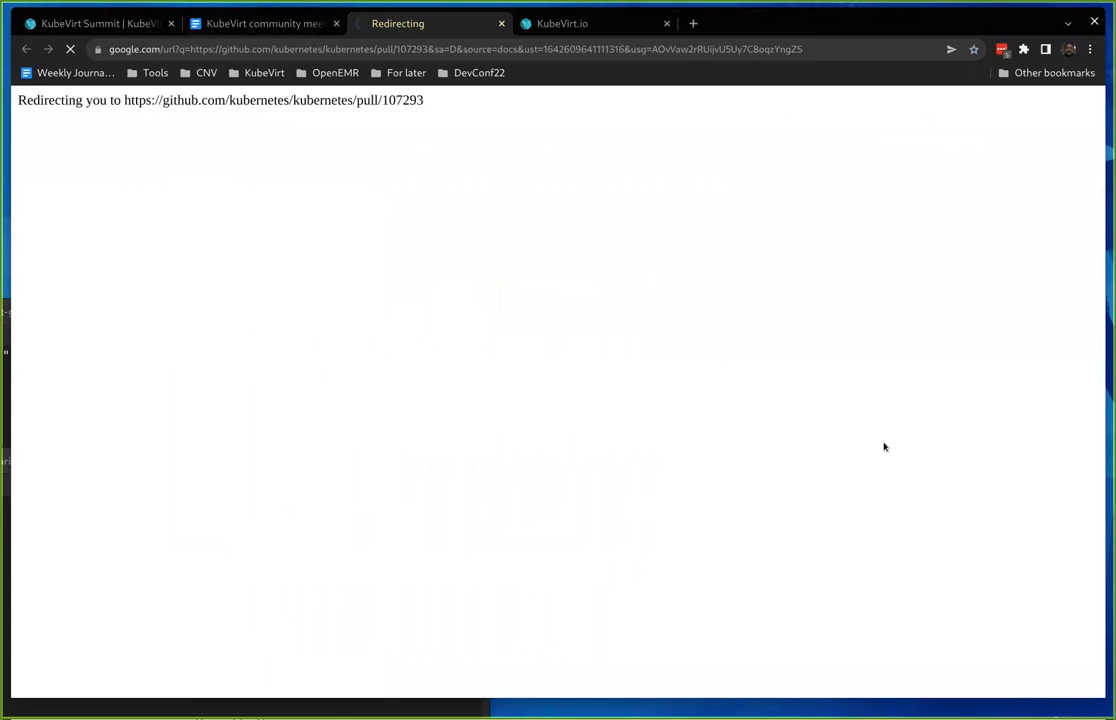 KubeVirt Summit | KubeVi
KubeVirt community mee
Redirecting
KubeVirt.io
google.com/url?q=https://github.com/kubernetes/kubernetes/pull/107293&sa=D&source=docs&ust=1642609641111316&usg=AOvVaw2rRUijvU5Uy7C8oqzYngZS
Weekly Journa...
Tools
CNV
KubeVirt
OpenEMR
For later
DevConf22
Other bookmarks
Redirecting you to https://github.com/kubernetes/kubernetes/pull/107293